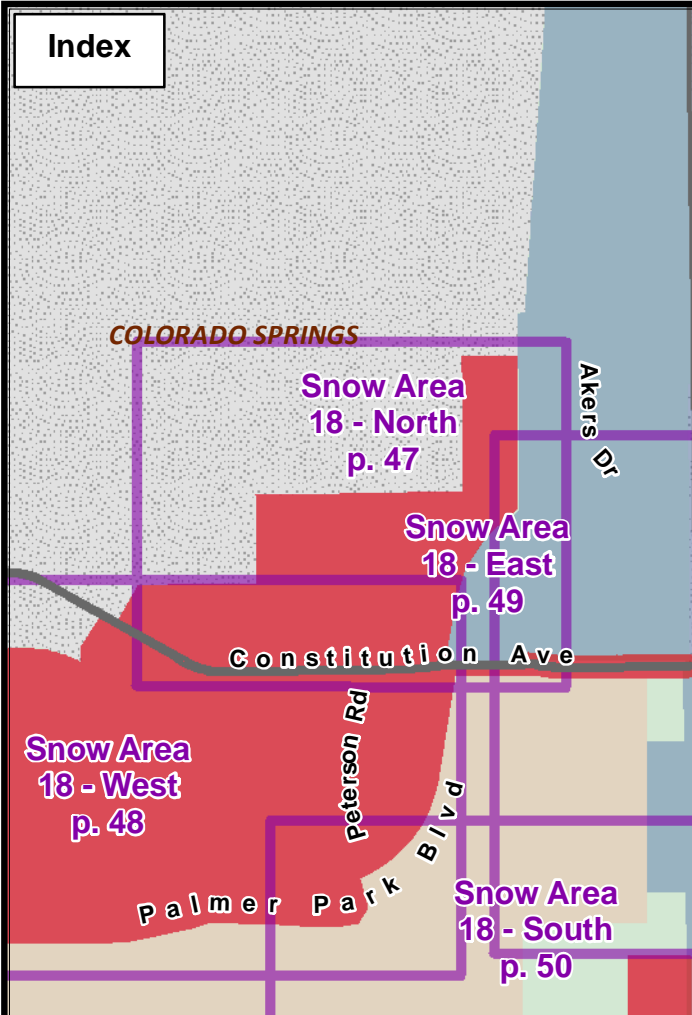 Index
COLORADO SPRINGS
Snow Area
18 - North
p. 47
Akers Dr
Snow Area
18 - East
p. 49
Constitution Ave
Peterson Rd
Snow Area
18 - West
p. 48
Palmer Park Blvd
Snow Area
18 - South
p. 50